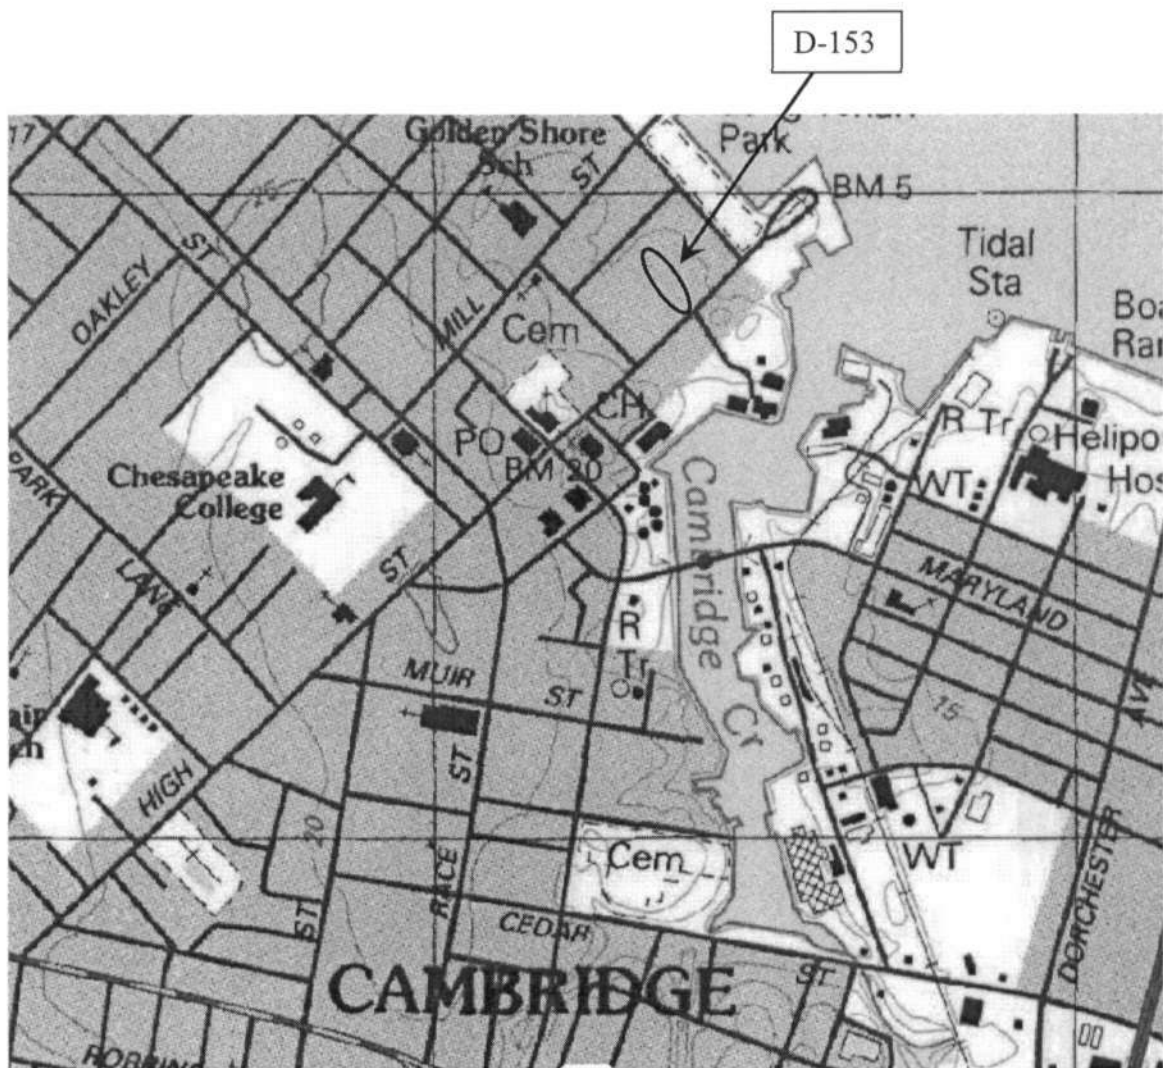 D-153
17
Golden Shore
Sch
ST
Park
BM 5
25
ST
Tidal
Sta
OAKLEY
MILL
Cem
R Tr
Helipo
Hos
WT
CH
PO
BM 20
Chesapeake
College
PARK
LANE
ST
Cambridge
Cr
MARYLAND
R
Tr
MUIR
ST
ST
15
AVE
HIGH
20
RACE
ST
Cem
WT
DORCHESTER
CEDAR
ST
CAMBRIDGE